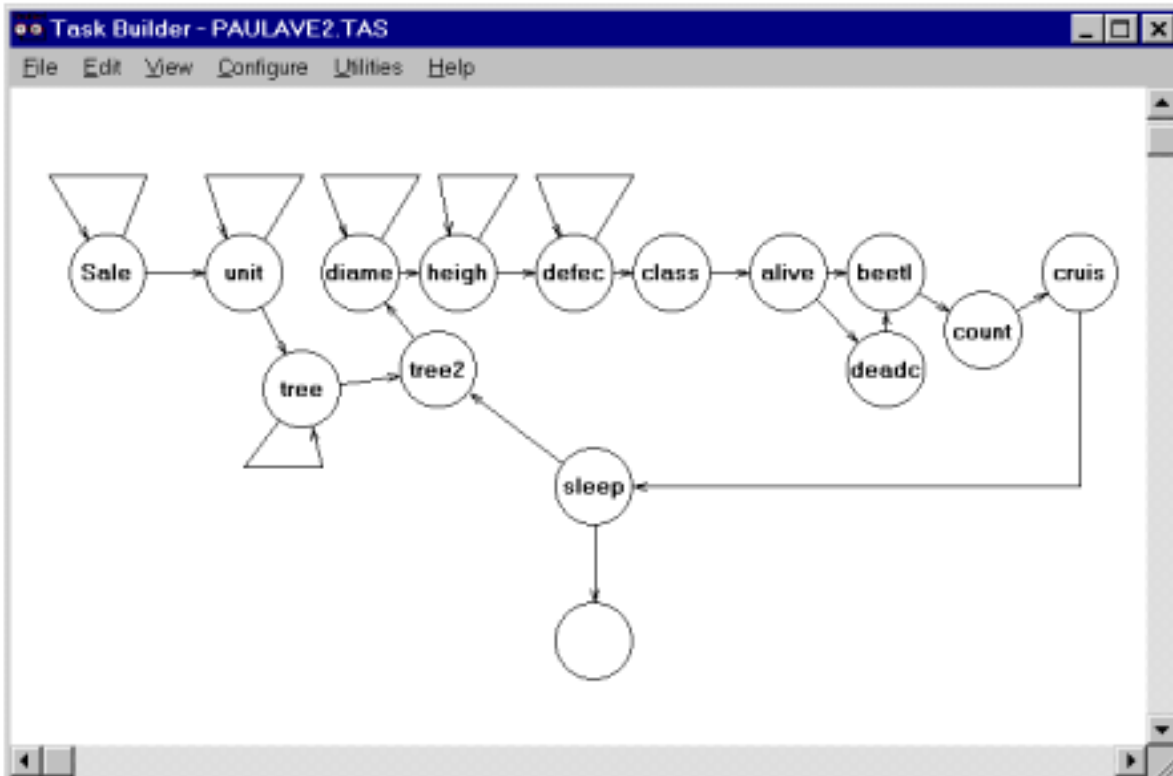 Task Builder - PAULAVE2.TAS
File Edit View Configure Utilities Help
Sale unit diame heigh defec class alive beetl cruis
count
tree tree2 deadc
sleep